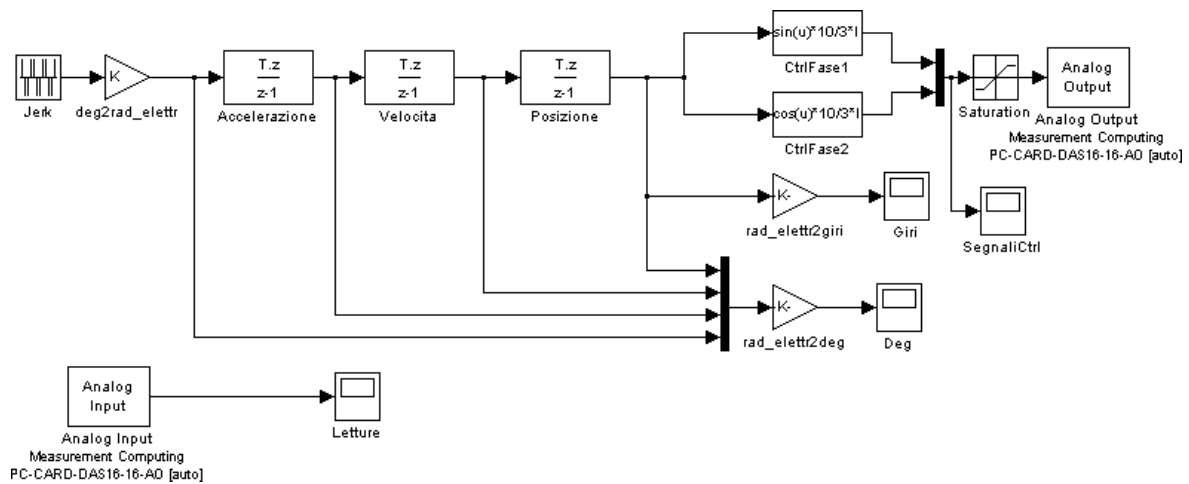 Jerk
K
deg2rad_elettr
T.z
z-1
Accelerazione
T.z
z-1
Velocita
T.z
z-1
Posizione
sin(u)*10/3*I
CtrlFase1
cos(u)*10/3*I
CtrlFase2
Saturation
Analog
Output
Analog Output
Measurement Computing
PC-CARD-DAS16-16-AO [auto]
K-
rad_elettr2giri
Giri
SegnaliCtrl
K-
rad_elettr2deg
Deg
Analog
Input
Analog Input
Measurement Computing
PC-CARD-DAS16-16-AO [auto]
Letture